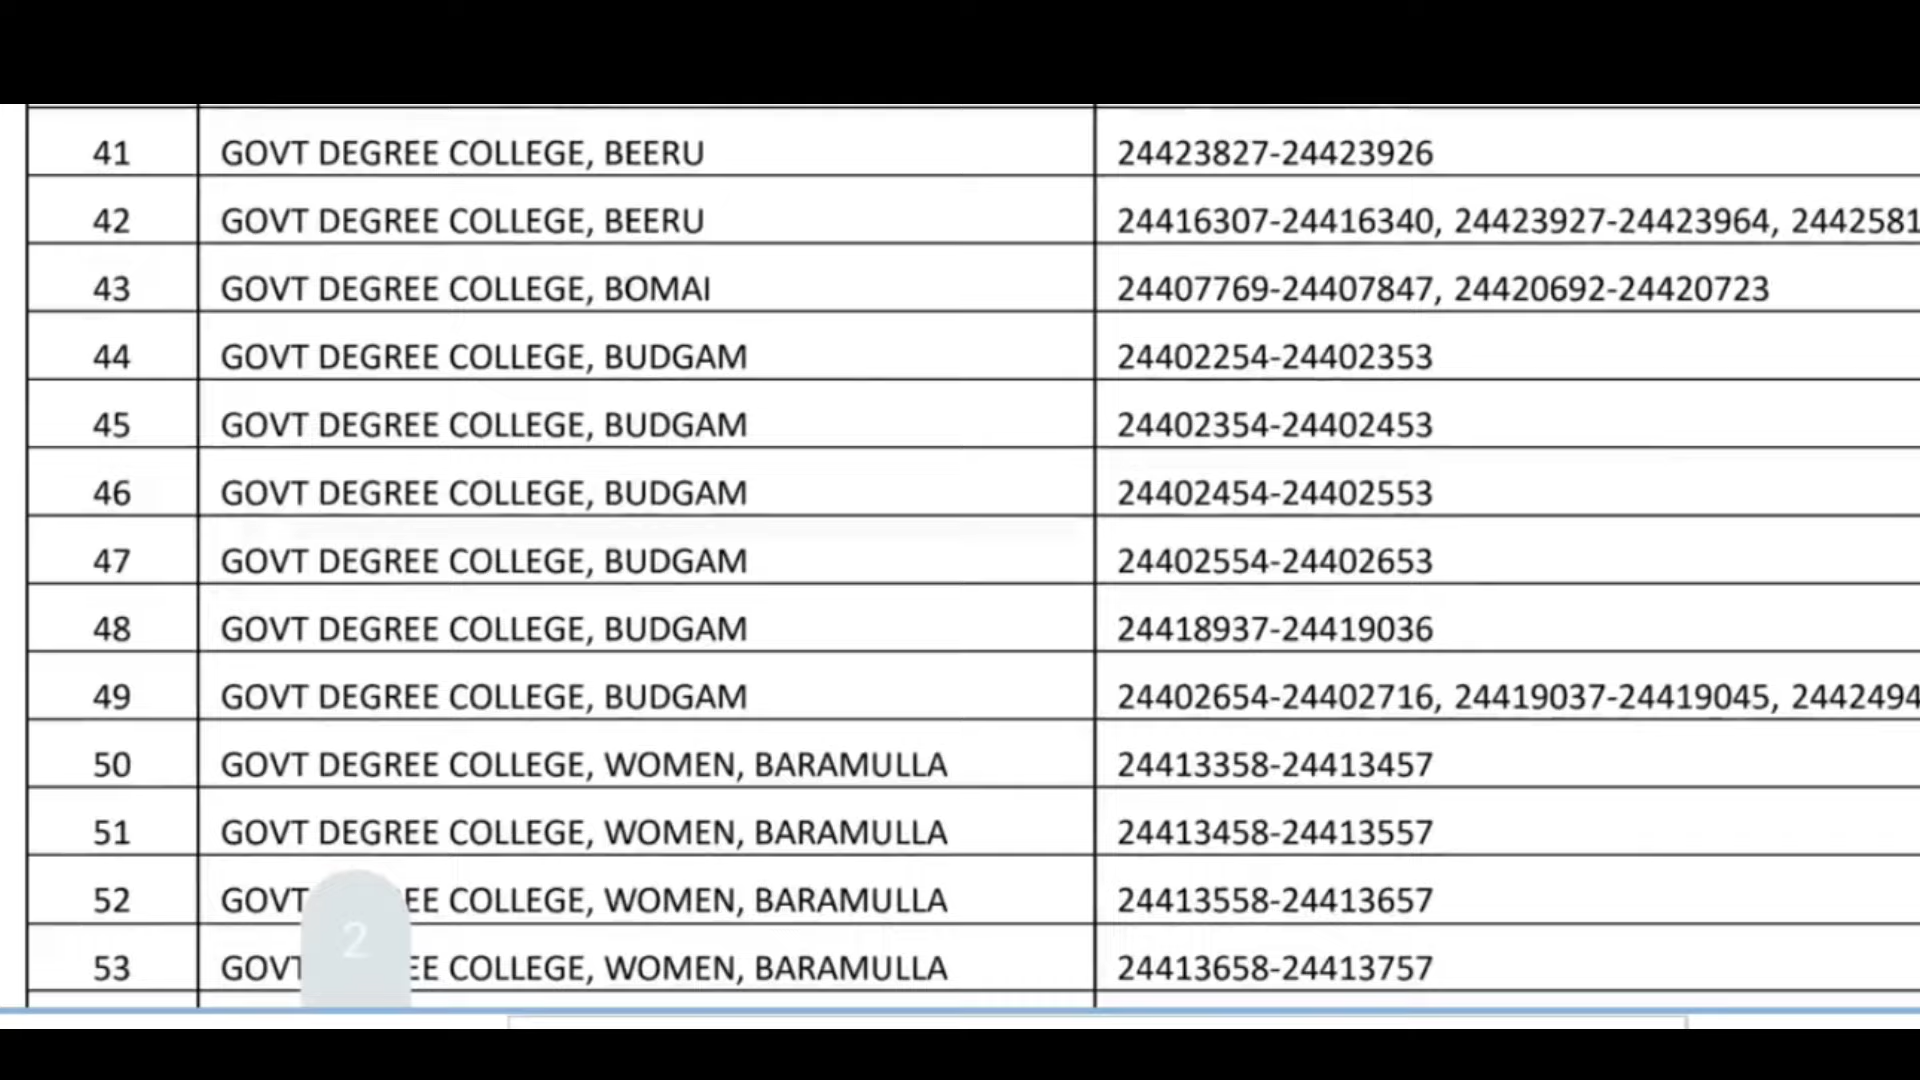 41 GOVT DEGREE COLLEGE, BEERU 24423827-24423926
42 GOVT DEGREE COLLEGE, BEERU 24416307-24416340, 24423927-24423964, 2442581
43 GOVT DEGREE COLLEGE, BOMAI 24407769-24407847, 24420692-24420723
44 GOVT DEGREE COLLEGE, BUDGAM 24402254-24402353
45 GOVT DEGREE COLLEGE, BUDGAM 24402354-24402453
46 GOVT DEGREE COLLEGE, BUDGAM 24402454-24402553
47 GOVT DEGREE COLLEGE, BUDGAM 24402554-24402653
48 GOVT DEGREE COLLEGE, BUDGAM 24418937-24419036
49 GOVT DEGREE COLLEGE, BUDGAM 24402654-24402716, 24419037-24419045, 2442494
50 GOVT DEGREE COLLEGE, WOMEN, BARAMULLA 24413358-24413457
51 GOVT DEGREE COLLEGE, WOMEN, BARAMULLA 24413458-24413557
52 GOVT EE COLLEGE, WOMEN, BARAMULLA 24413558-24413657
2
53 GOVT EE COLLEGE, WOMEN, BARAMULLA 24413658-24413757